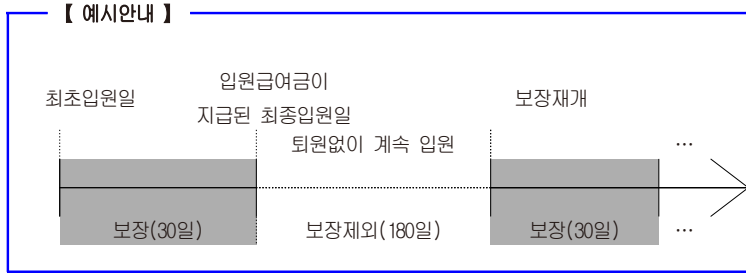 【 예시안내 】
최초입원일
입원급여금이
지급된 최종입원일
보장재개
퇴원없이 계속 입원
…
보장(30일)
보장제외(180일)
보장(30일)
…